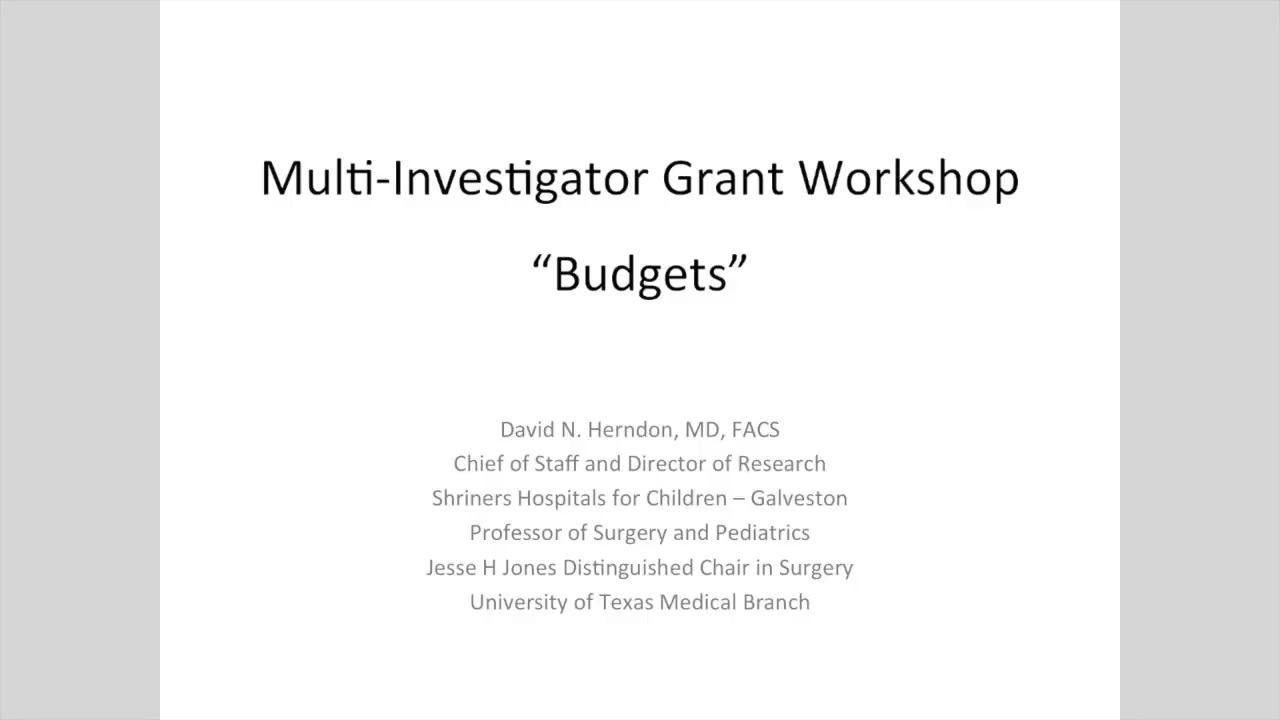 Multi-Investigator Grant Workshop
“Budgets”
David N. Herndon, MD, FACS
Chief of Staff and Director of Research
Shriners Hospitals for Children – Galveston
Professor of Surgery and Pediatrics
Jesse H Jones Distinguished Chair in Surgery
University of Texas Medical Branch